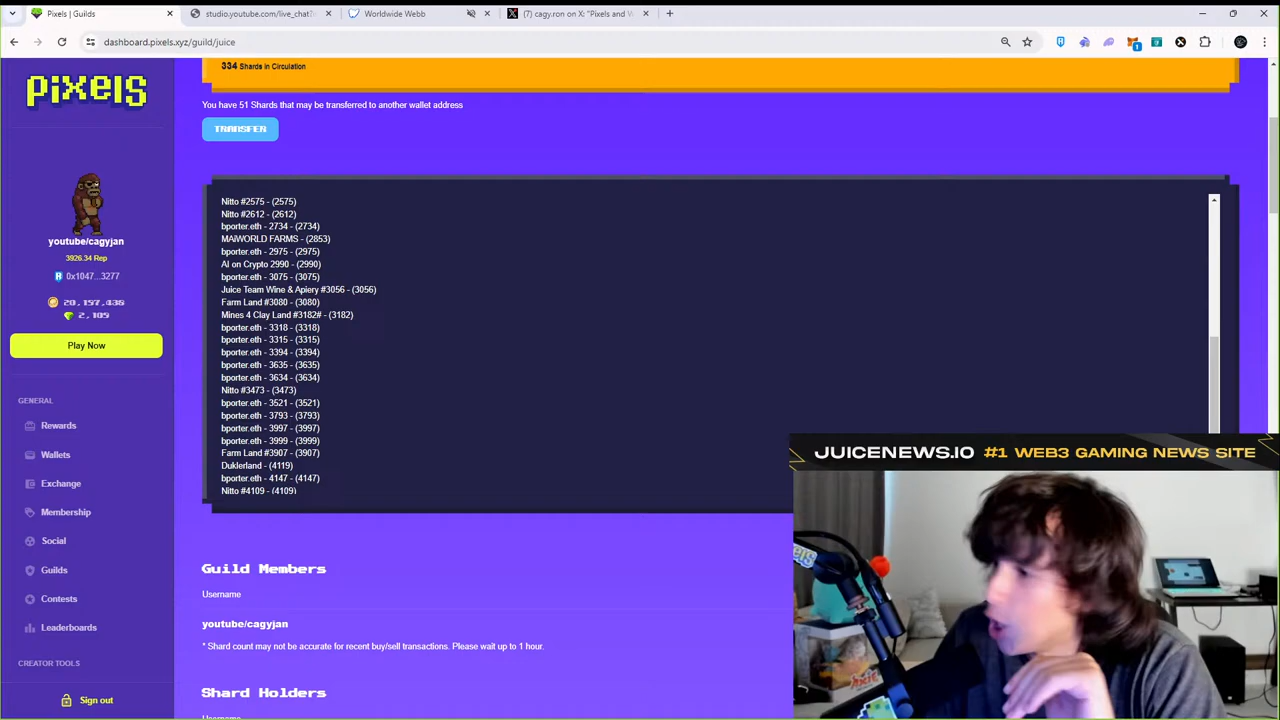 Pixels | Guilds
studio.youtube.com/live_chat?
Worldwide Webb
(7) cagy.ron on X: "Pixels and W
dashboard.pixels.xyz/guild/juice
1
pixels
334 Shards in Circulation
You have 51 Shards that may be transferred to another wallet address
TRANSFER
youtube/cagyjan
3926.34 Rep
0x1047...3277
20,197,438
2,109
Play Now
GENERAL
Rewards
Wallets
Exchange
Membership
Social
Guilds
Contests
Leaderboards
CREATOR TOOLS
Sign out
Nitto #2575 - (2575)
Nitto #2612 - (2612)
bporter.eth - 2734 - (2734)
MAIWORLD FARMS - (2853)
bporter.eth - 2975 - (2975)
AI on Crypto 2990 - (2990)
bporter.eth - 3075 - (3075)
Juice Team Wine & Apiery #3056 - (3056)
Farm Land #3080 - (3080)
Mines 4 Clay Land #3182# - (3182)
bporter.eth - 3318 - (3318)
bporter.eth - 3315 - (3315)
bporter.eth - 3394 - (3394)
bporter.eth - 3635 - (3635)
bporter.eth - 3634 - (3634)
Nitto #3473 - (3473)
bporter.eth - 3521 - (3521)
bporter.eth - 3793 - (3793)
bporter.eth - 3997 - (3997)
bporter.eth - 3999 - (3999)
Farm Land #3907 - (3907)
Duklerland - (4119)
bporter.eth - 4147 - (4147)
Nitto #4109 - (4109)
Guild Members
Username
youtube/cagyjan
* Shard count may not be accurate for recent buy/sell transactions. Please wait up to 1 hour.
Shard Holders
Username
JUICENEWS.IO #1 WEB3 GAMING NEWS SITE